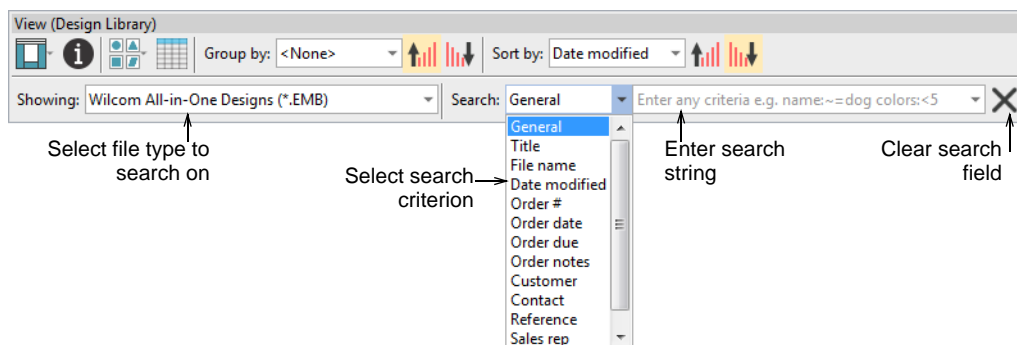 View (Design Library)
Group by: <None> Sort by: Date modified
Showing: Wilcom All-in-One Designs (*.EMB) Search: General Enter any criteria e.g. name:~=dog colors:<5
General
Title
File name
Date modified
Order #
Order date
Order due
Order notes
Customer
Contact
Reference
Sales rep
Select file type to
search on
Select search
criterion
Enter search
string
Clear search
field